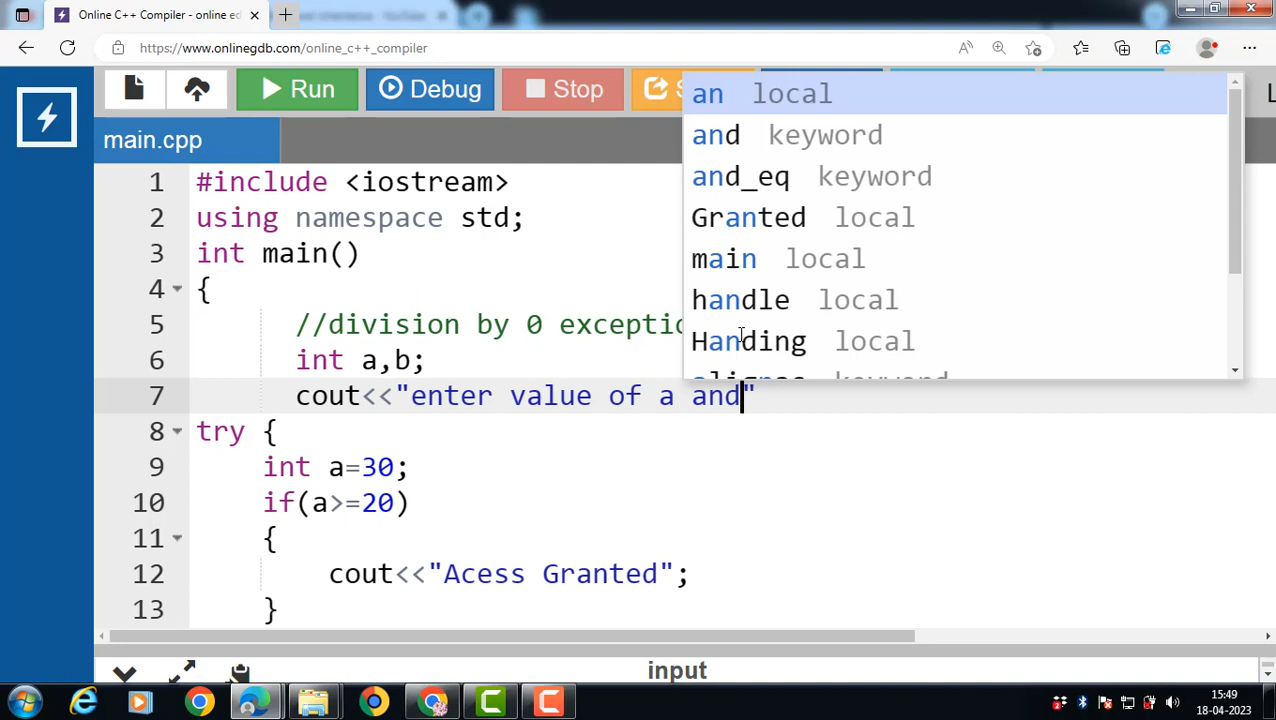 Online C++ Compiler - online ed
https://www.onlinegdb.com/online_c++_compiler
Run
Debug
Stop
main.cpp
an local
and keyword
and_eq keyword
Granted local
main local
handle local
Handing local
keyword
1 #include <iostream>
2 using namespace std;
3 int main()
4 {
5 //division by 0 exceptio
6 int a,b;
7 cout<<"enter value of a and"
8 try {
9 int a=30;
10 if(a>=20)
11 {
12 cout<<"Acess Granted";
13 }
input
15:49
18-04-2023